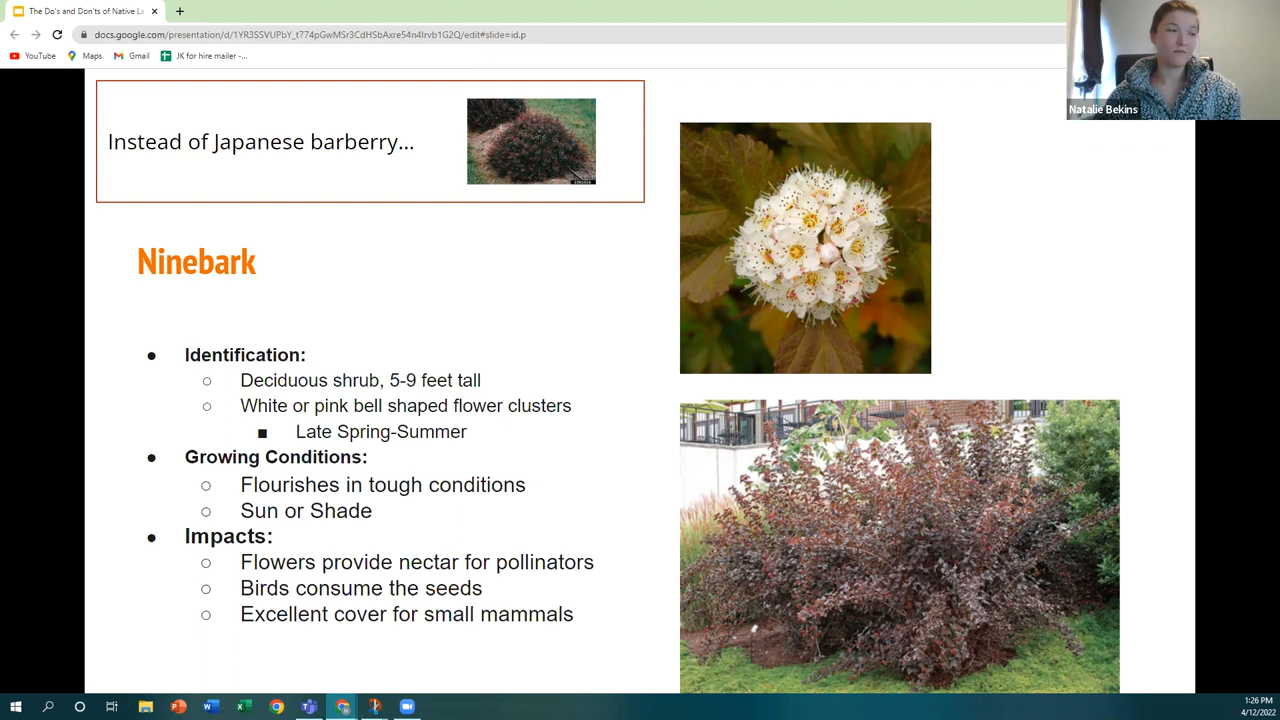 The Do's and Don'ts of Native La
docs.google.com/presentation/d/1YR3SSVUPbY_t774pGwMSr3CdHSbAxre54n4lrvb1G2Q/edit#slide=id.p
YouTube
Maps
Gmail
JK for hire mailer -...
Natalie Bekins
Instead of Japanese barberry...
Ninebark
● Identification:
○ Deciduous shrub, 5-9 feet tall
○ White or pink bell shaped flower clusters
■ Late Spring-Summer
● Growing Conditions:
○ Flourishes in tough conditions
○ Sun or Shade
● Impacts:
○ Flowers provide nectar for pollinators
○ Birds consume the seeds
○ Excellent cover for small mammals
1:26 PM
4/12/2022